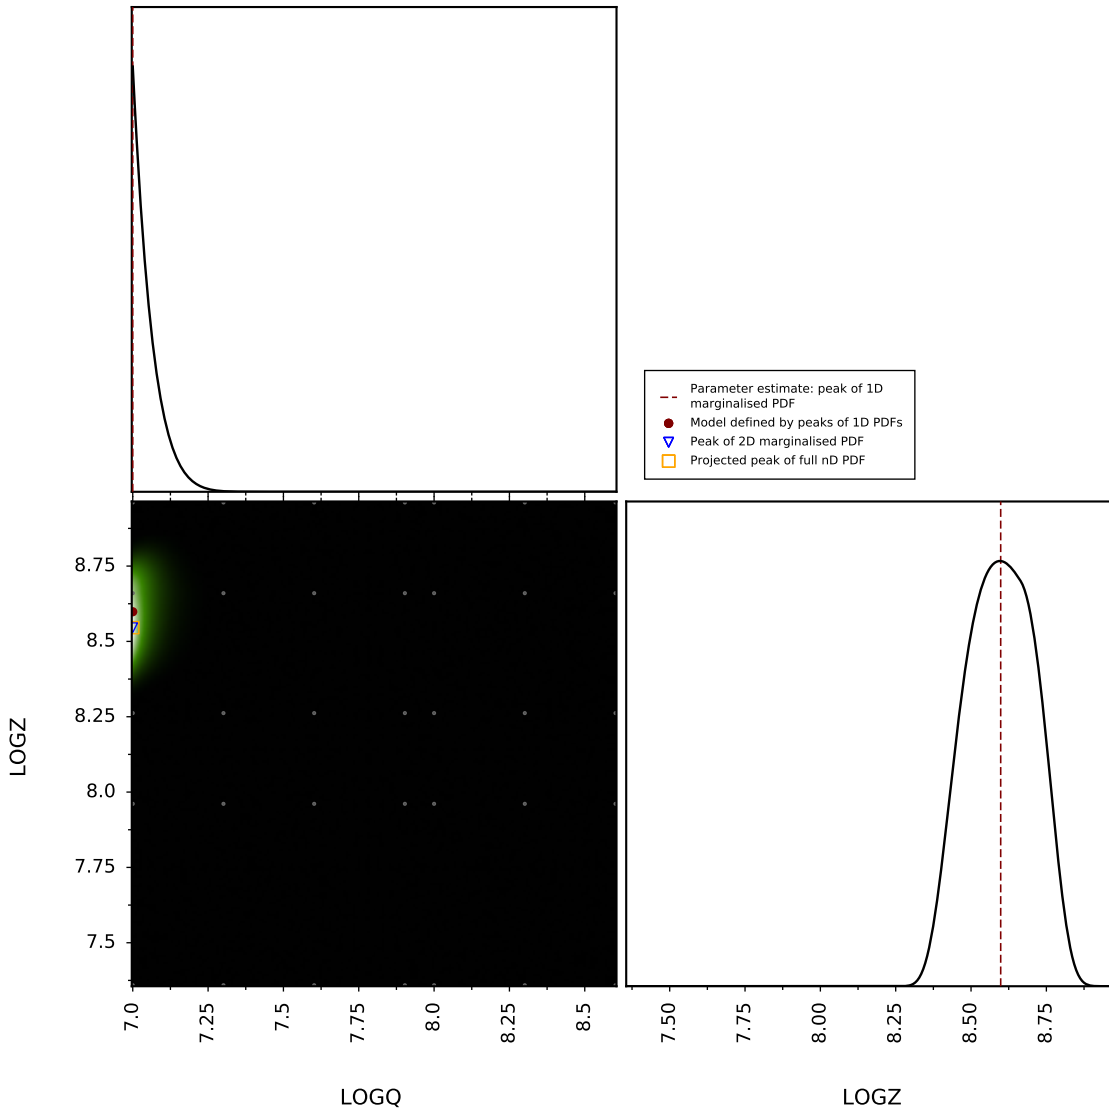 Parameter estimate: peak of 1D
marginalised PDF
Model defined by peaks of 1D PDFs
Peak of 2D marginalised PDF
Projected peak of full nD PDF
8.75
8.5
8.25
8.0
7.75
7.5
LOGZ
7.0
7.25
7.5
7.75
8.0
8.25
8.5
LOGQ
7.50
7.75
8.00
8.25
8.50
8.75
LOGZ